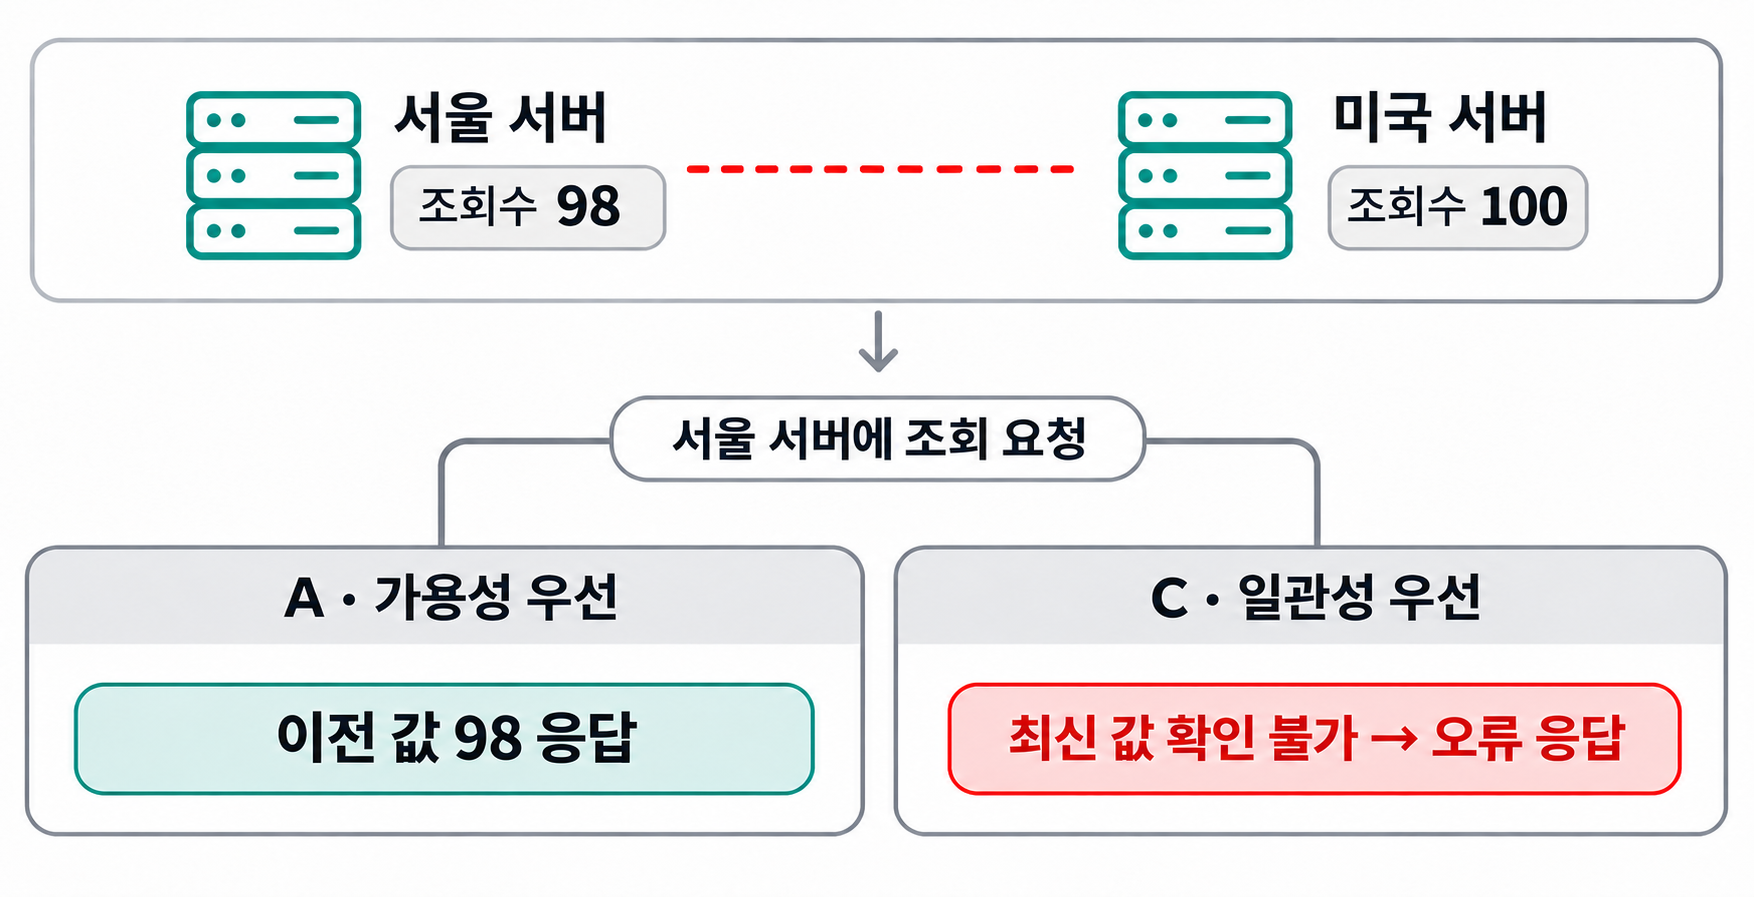 서울 서버
조회수 98
미국 서버
조회수 100
서울 서버에 조회 요청
A · 가용성 우선
이전 값 98 응답
C · 일관성 우선
최신 값 확인 불가 → 오류 응답